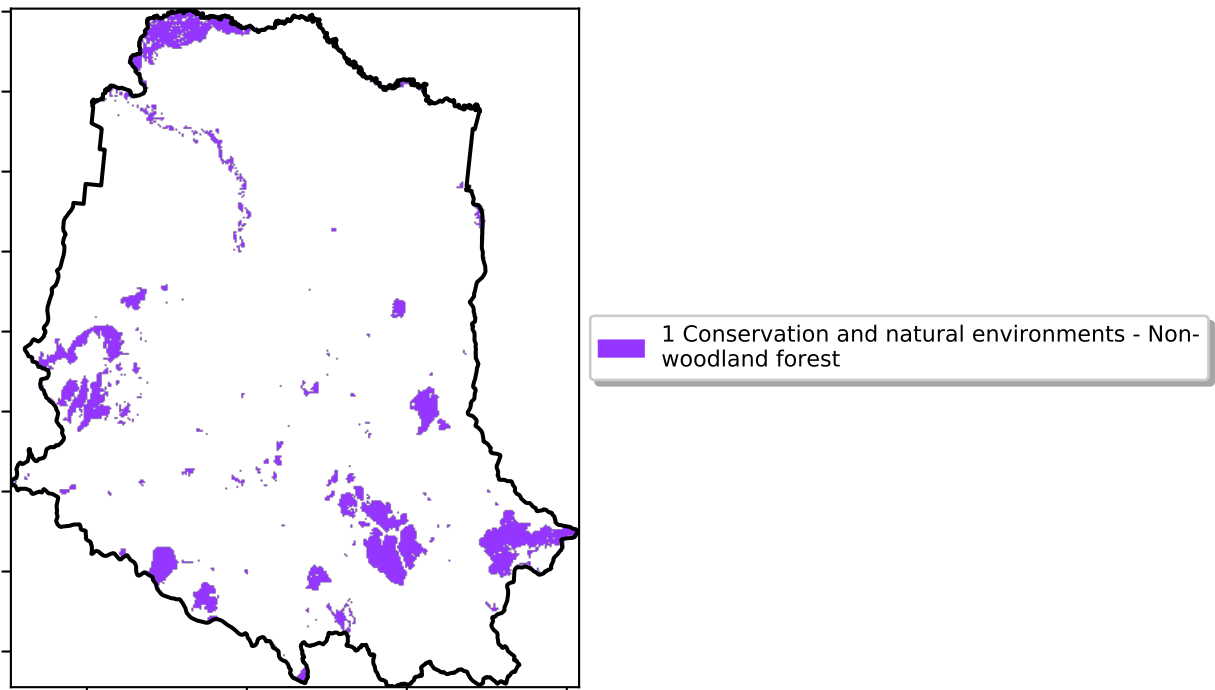 1 Conservation and natural environments - Non-
woodland forest